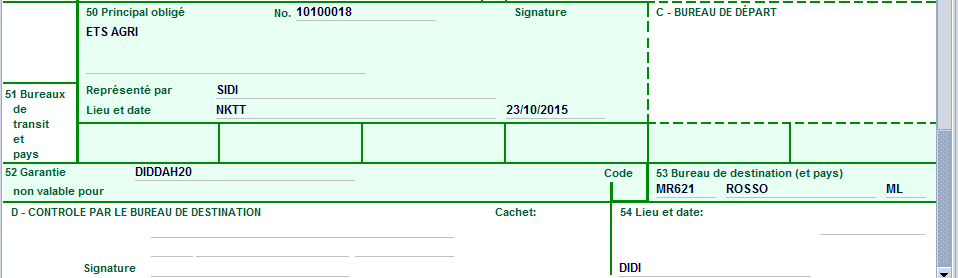 50 Principal obligé No. 10100018 Signature C - BUREAU DE DÉPART
ETS AGRI
Représenté par SIDI
Lieu et date NKTT 23/10/2015
51 Bureaux
de
transit
et
pays
52 Garantie DIDDAH20 Code 53 Bureau de destination (et pays)
non valable pour MR621 ROSSO ML
D - CONTROLE PAR LE BUREAU DE DESTINATION Cachet: 54 Lieu et date:
Signature DIDI